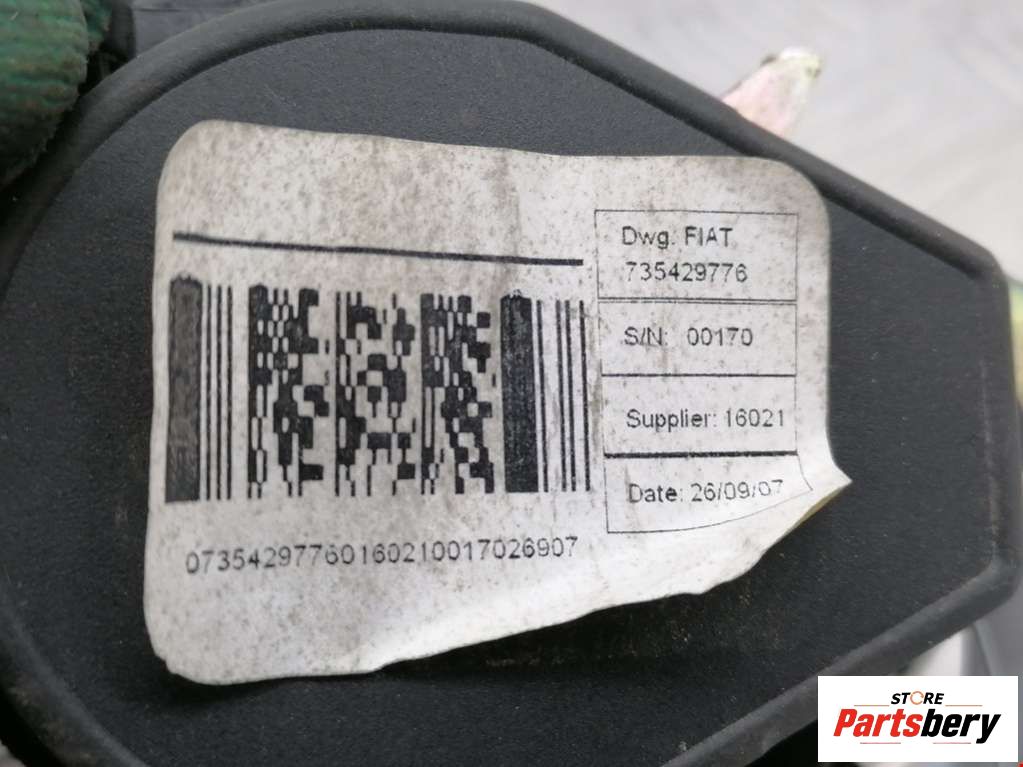 Dwg. FIAT
735429776
S/N: 00170
Supplier: 16021
Date: 26/09/07
07354297760160210017026907
STORE
Partsbery